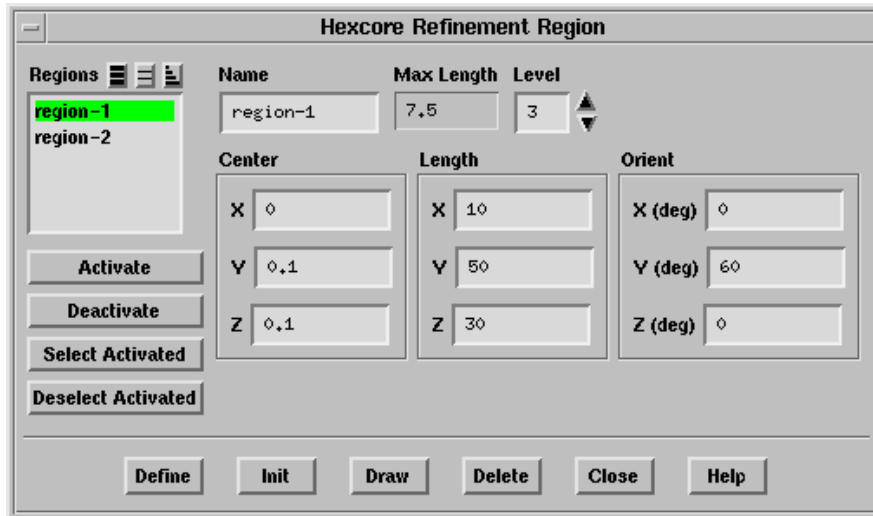 Hexcore Refinement Region
Regions
region-1
region-2
Activate
Deactivate
Select Activated
Deselect Activated
Name Max Length Level
region-1 7.5 3
Center Length Orient
X 0 X 10 X (deg) 0
Y 0.1 Y 50 Y (deg) 60
Z 0.1 Z 30 Z (deg) 0
Define Init Draw Delete Close Help